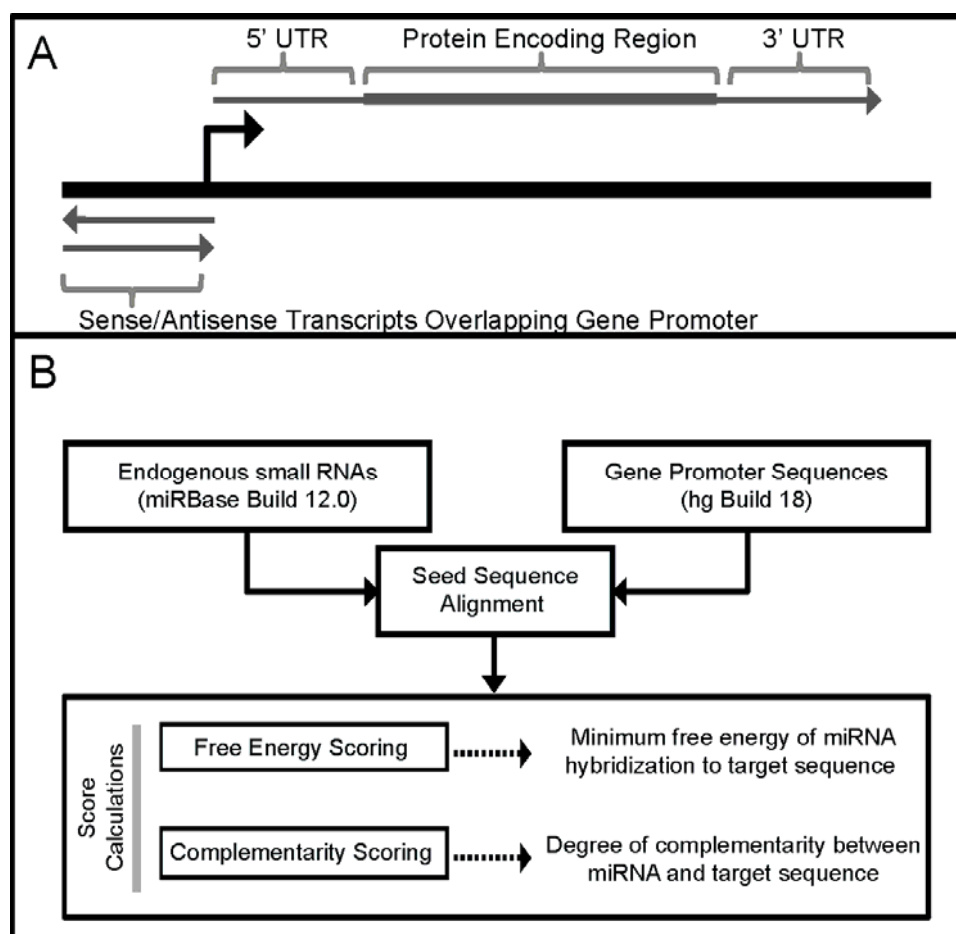 A
5' UTR
Protein Encoding Region
3' UTR
Sense/Antisense Transcripts Overlapping Gene Promoter
B
Endogenous small RNAs
(miRBase Build 12.0)
Gene Promoter Sequences
(hg Build 18)
Seed Sequence
Alignment
Score
Calculations
Free Energy Scoring
Minimum free energy of miRNA
hybridization to target sequence
Complementarity Scoring
Degree of complementarity between
miRNA and target sequence